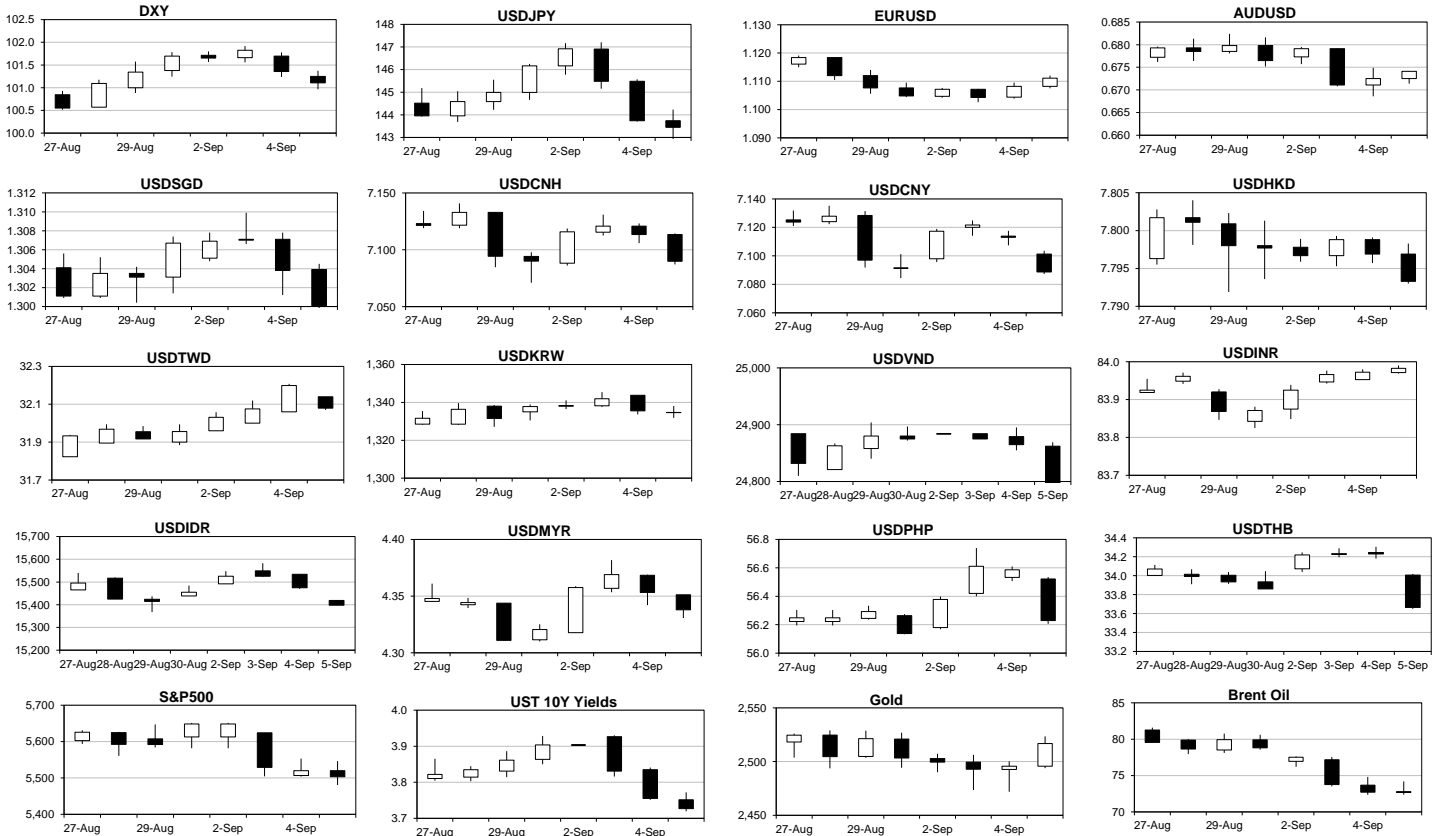 DXY
102.5
102.0
101.5
101.0
100.5
100.0
27-Aug 29-Aug 2-Sep 4-Sep
USDJPY
148
147
146
145
144
143
27-Aug 29-Aug 2-Sep 4-Sep
EURUSD
1.130
1.120
1.110
1.100
1.090
27-Aug 29-Aug 2-Sep 4-Sep
AUDUSD
0.685
0.680
0.675
0.670
0.665
0.660
27-Aug 29-Aug 2-Sep 4-Sep
USDSGD
1.312
1.310
1.308
1.306
1.304
1.302
1.300
27-Aug 29-Aug 2-Sep 4-Sep
USDCNH
7.150
7.100
7.050
27-Aug 29-Aug 2-Sep 4-Sep
USDCNY
7.140
7.120
7.100
7.080
7.060
27-Aug 29-Aug 2-Sep 4-Sep
USDHKD
7.805
7.800
7.795
7.790
27-Aug 29-Aug 2-Sep 4-Sep
USDTWD
32.3
32.1
31.9
31.7
27-Aug 29-Aug 2-Sep 4-Sep
USDKRW
1,360
1,340
1,320
1,300
27-Aug 29-Aug 2-Sep 4-Sep
USDVND
25,000
24,900
24,800
27-Aug 28-Aug 29-Aug 30-Aug 2-Sep 3-Sep 4-Sep 5-Sep
USDINR
84.0
83.9
83.8
83.7
27-Aug 29-Aug 2-Sep 4-Sep
USDIDR
15,700
15,600
15,500
15,400
15,300
15,200
27-Aug 28-Aug 29-Aug 30-Aug 2-Sep 3-Sep 4-Sep 5-Sep
USDMYR
4.40
4.35
4.30
27-Aug 29-Aug 2-Sep 4-Sep
USDPHP
56.8
56.6
56.4
56.2
56.0
27-Aug 29-Aug 2-Sep 4-Sep
USDTHB
34.4
34.2
34.0
33.8
33.6
33.4
33.2
27-Aug 28-Aug 29-Aug 30-Aug 2-Sep 3-Sep 4-Sep 5-Sep
S&P500
5,700
5,600
5,500
5,400
27-Aug 29-Aug 2-Sep 4-Sep
UST 10Y Yields
4.0
3.9
3.8
3.7
27-Aug 29-Aug 2-Sep 4-Sep
Gold
2,550
2,500
2,450
27-Aug 29-Aug 2-Sep 4-Sep
Brent Oil
85
80
75
70
27-Aug 29-Aug 2-Sep 4-Sep